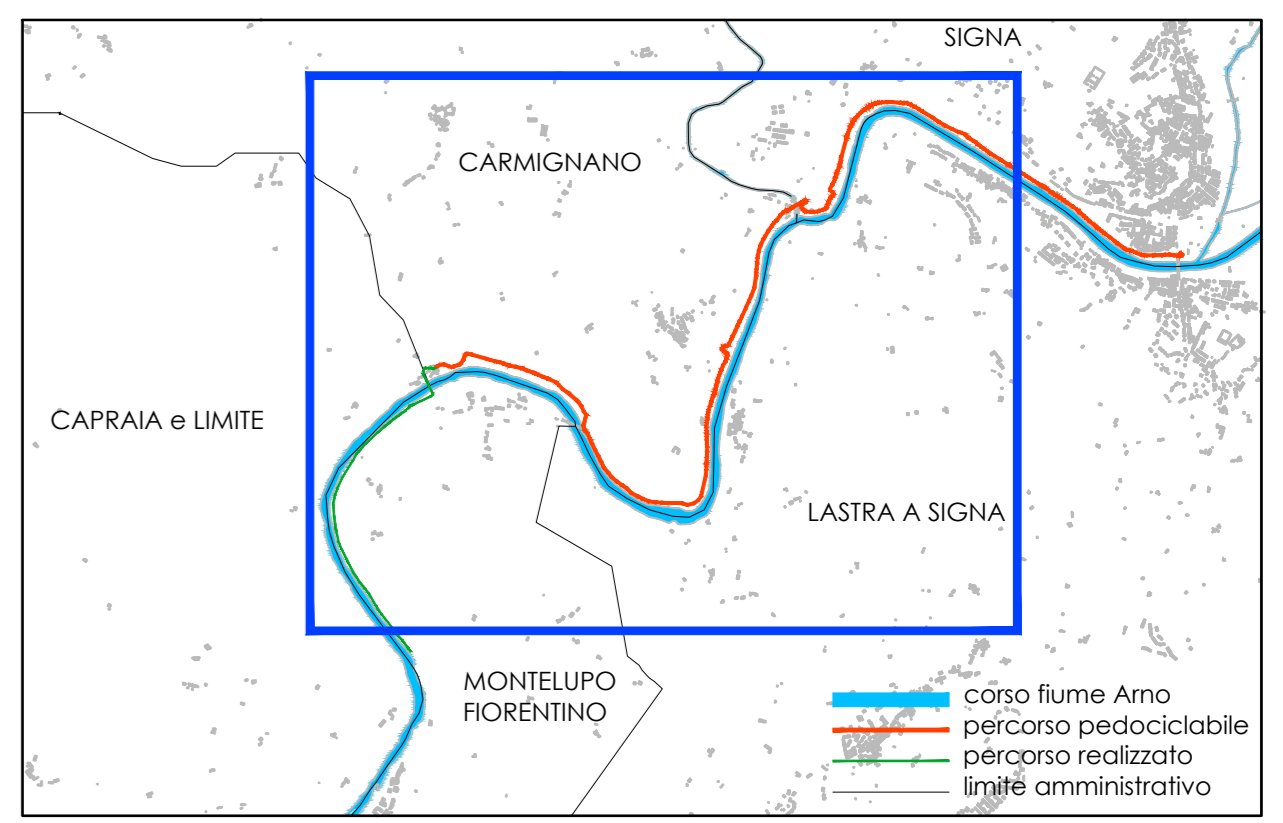 SIGNA
CARMIGNANO
CAPRAIA e LIMITE
LASTRA A SIGNA
MONTELUPO
FIORENTINO
corso fiume Arno
percorso pedociclabile
percorso realizzato
limite amministrativo